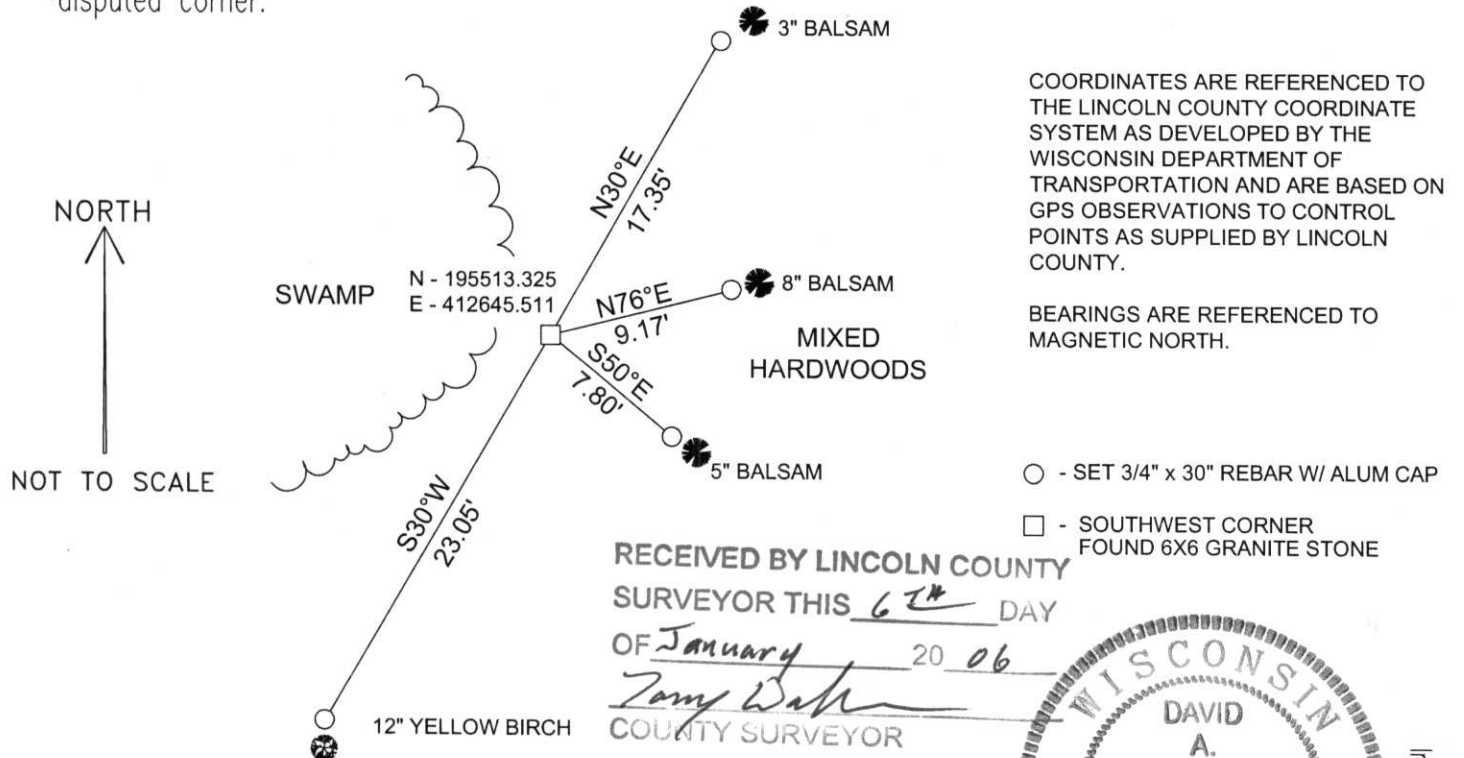 disputed corner.
3" BALSAM
COORDINATES ARE REFERENCED TO
THE LINCOLN COUNTY COORDINATE
SYSTEM AS DEVELOPED BY THE
WISCONSIN DEPARTMENT OF
TRANSPORTATION AND ARE BASED ON
GPS OBSERVATIONS TO CONTROL
POINTS AS SUPPLIED BY LINCOLN
COUNTY.
BEARINGS ARE REFERENCED TO
MAGNETIC NORTH.
N30°E
17.35'
NORTH
NOT TO SCALE
SWAMP
N - 195513.325
E - 412645.511
N76°E
9.17'
8" BALSAM
MIXED
HARDWOODS
S50°E
7.80'
5" BALSAM
S30°W
23.05'
12" YELLOW BIRCH
○ - SET 3/4" x 30" REBAR W/ ALUM CAP
□ - SOUTHWEST CORNER
FOUND 6X6 GRANITE STONE
RECEIVED BY LINCOLN COUNTY
SURVEYOR THIS 6TH DAY
OF January 20 06
COUNTY SURVEYOR
WISCONSIN
DAVID
A.